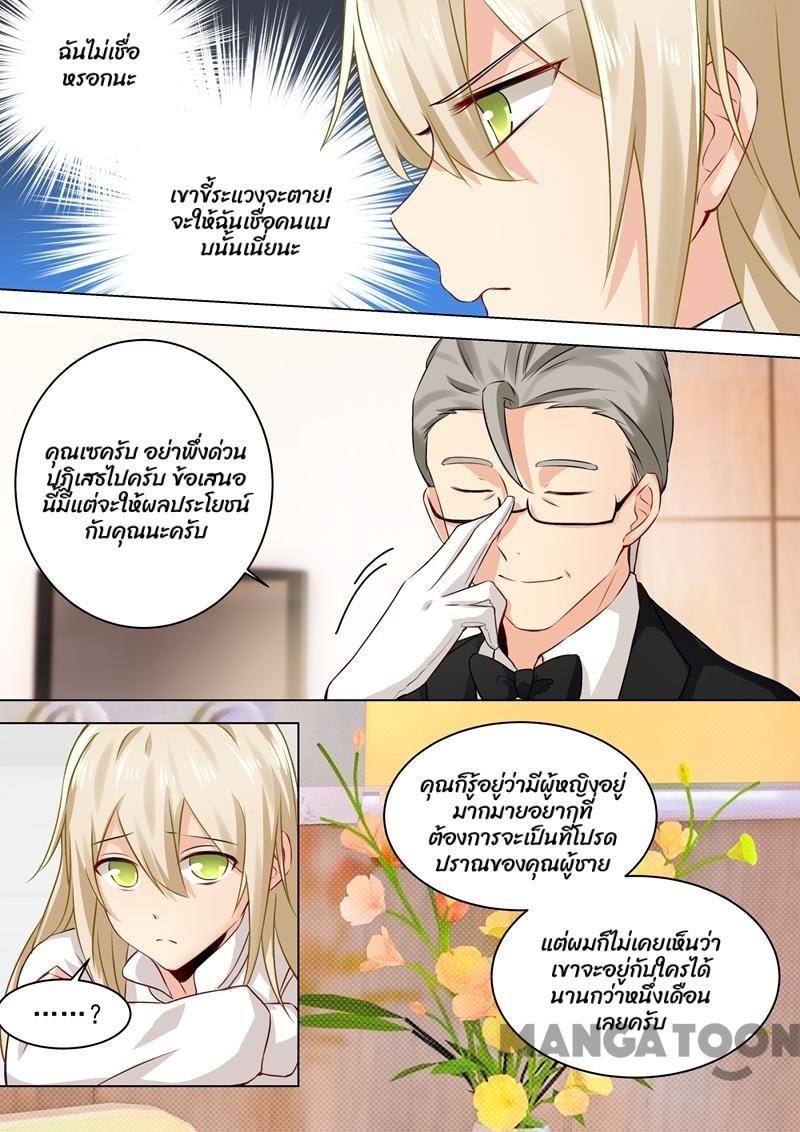 ฉันไม่เชื่อ
หรอกนะ
เขาขี้ระแวงจะตาย!
จะให้ฉันเชื่อคนแบ
บนั้นเนี่ยนะ
คุณเซครับ อย่าพึ่งด่วน
ปฏิเสธไปครับ ข้อเสนอ
นี้มีแต่จะให้ผลประโยชน์
กับคุณนะครับ
คุณก็รู้อยู่ว่ามีผู้หญิงอยู่
มากมายอยากที่
ต้องการจะเป็นที่โปรด
ปราณของคุณผู้ชาย
แต่ผมก็ไม่เคยเห็นว่า
เขาจะอยู่กับใครได้
นานกว่าหนึ่งเดือน
เลยครับ
……?
MANGATOON